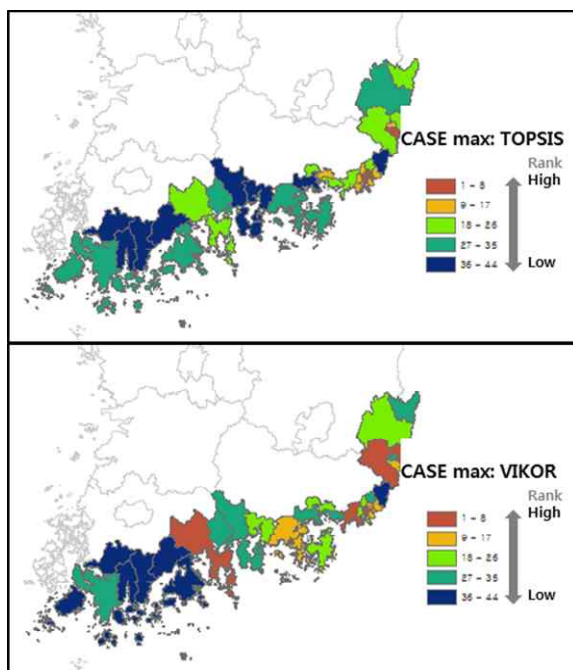 CASE max: TOPSIS
Rank
High
1 - 8
9 - 17
18 - 26
27 - 35
36 - 44
Low
CASE max: VIKOR
Rank
High
1 - 8
9 - 17
18 - 26
27 - 35
36 - 44
Low